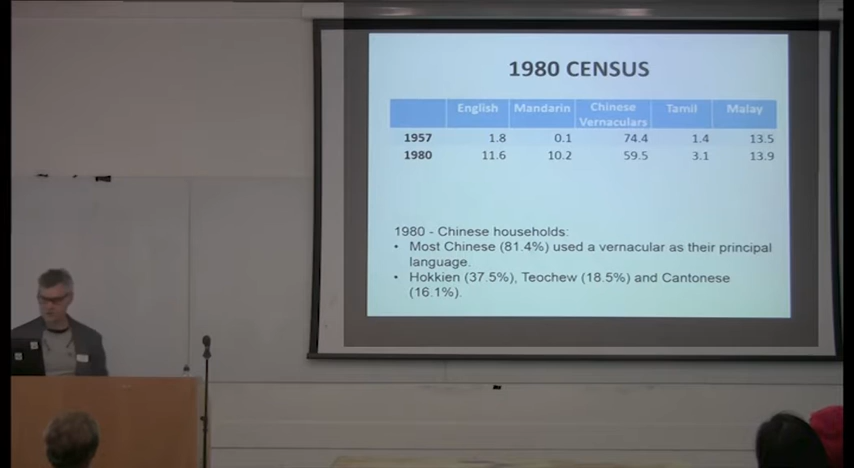 1980 CENSUS
English Mandarin Chinese Vernaculars Tamil Malay
1957 1.8 0.1 74.4 1.4 13.5
1980 11.6 10.2 59.5 3.1 13.9
1980 - Chinese households:
• Most Chinese (81.4%) used a vernacular as their principal
language.
• Hokkien (37.5%), Teochew (18.5%) and Cantonese
(16.1%).